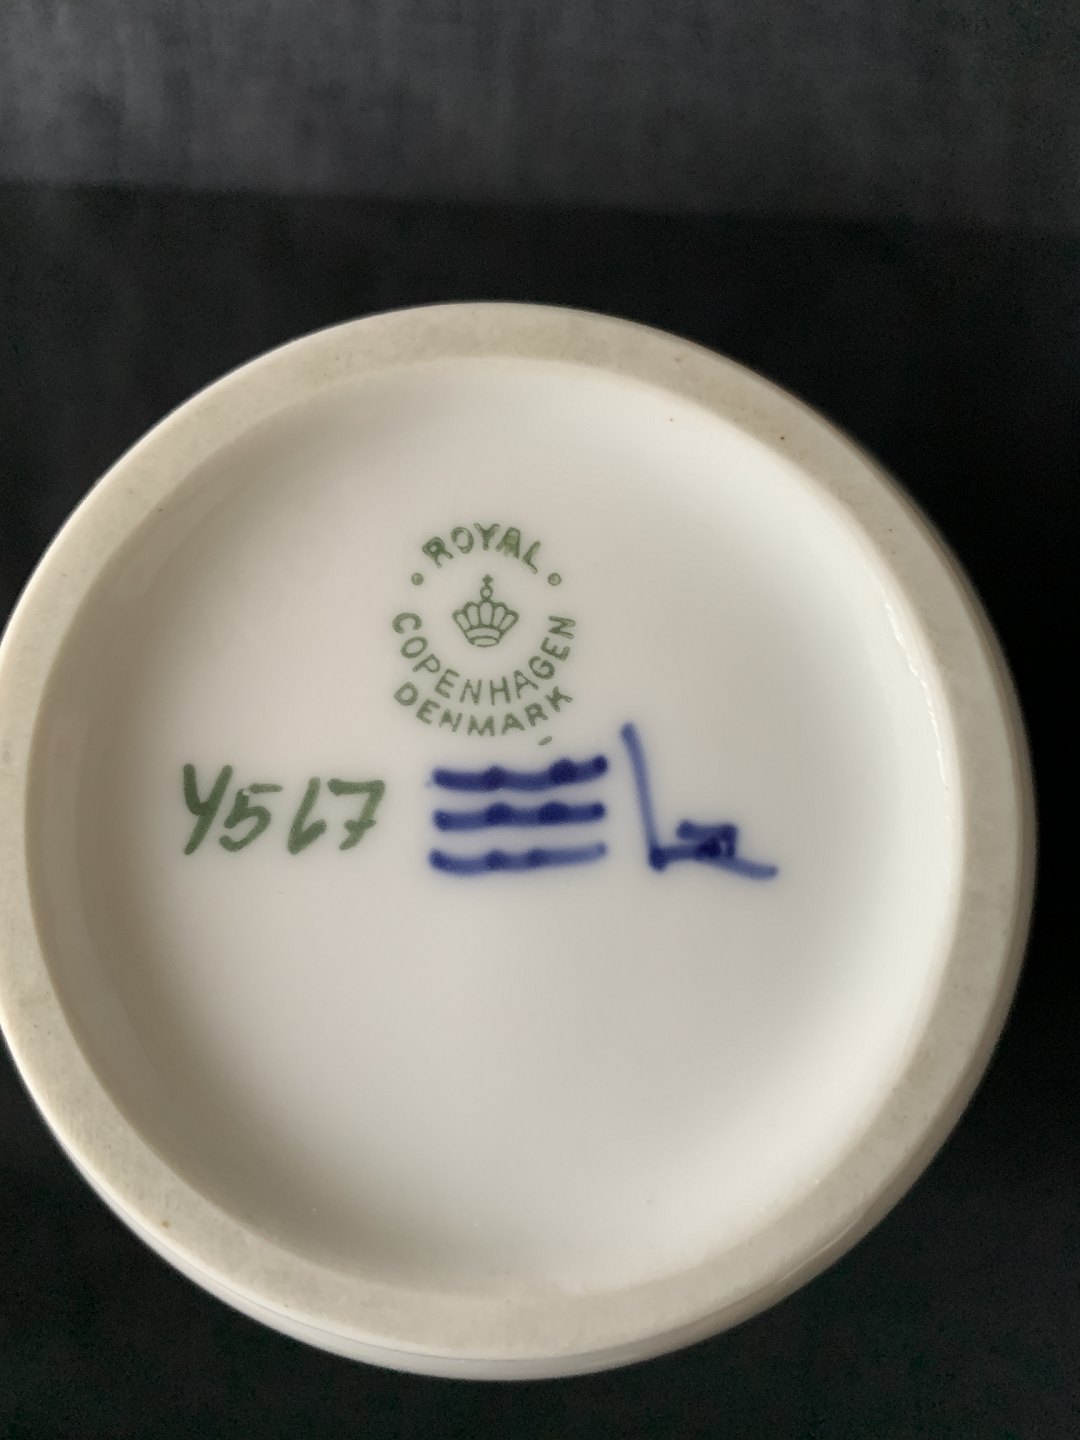 ROYAL
COPENHAGEN
DENMARK
4567